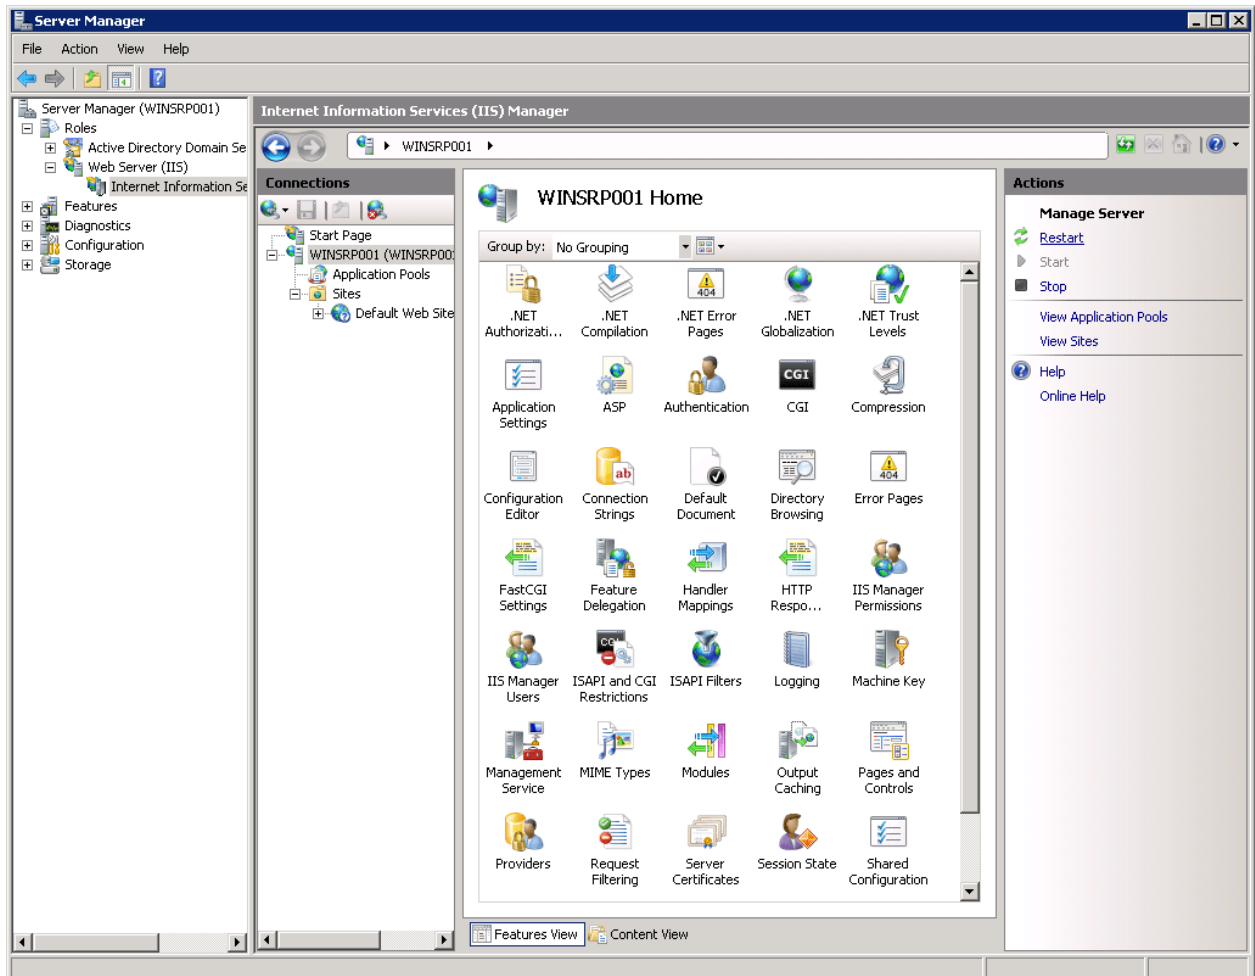 Server Manager
File Action View Help
Server Manager (WINSRP001)
Roles
Active Directory Domain Se
Web Server (IIS)
Internet Information Se
Features
Diagnostics
Configuration
Storage
Internet Information Services (IIS) Manager
WINSRP001
Connections
Start Page
WINSRP001 (WINSRP00
Application Pools
Sites
Default Web Site
WINSRP001 Home
Group by: No Grouping
.NET Authorizati...
.NET Compilation
.NET Error Pages
.NET Globalization
.NET Trust Levels
404
Application Settings
ASP
Authentication
CGI
CGI
Compression
Configuration Editor
ab
Connection Strings
Default Document
Directory Browsing
404
Error Pages
FastCGI Settings
Feature Delegation
Handler Mappings
HTTP Respo...
IIS Manager Permissions
IIS Manager Users
ISAPI and CGI Restrictions
ISAPI Filters
Logging
Machine Key
Management Service
MIME Types
Modules
Output Caching
Pages and Controls
Providers
Request Filtering
Server Certificates
Session State
Shared Configuration
Features View
Content View
Actions
Manage Server
Restart
Start
Stop
View Application Pools
View Sites
Help
Online Help